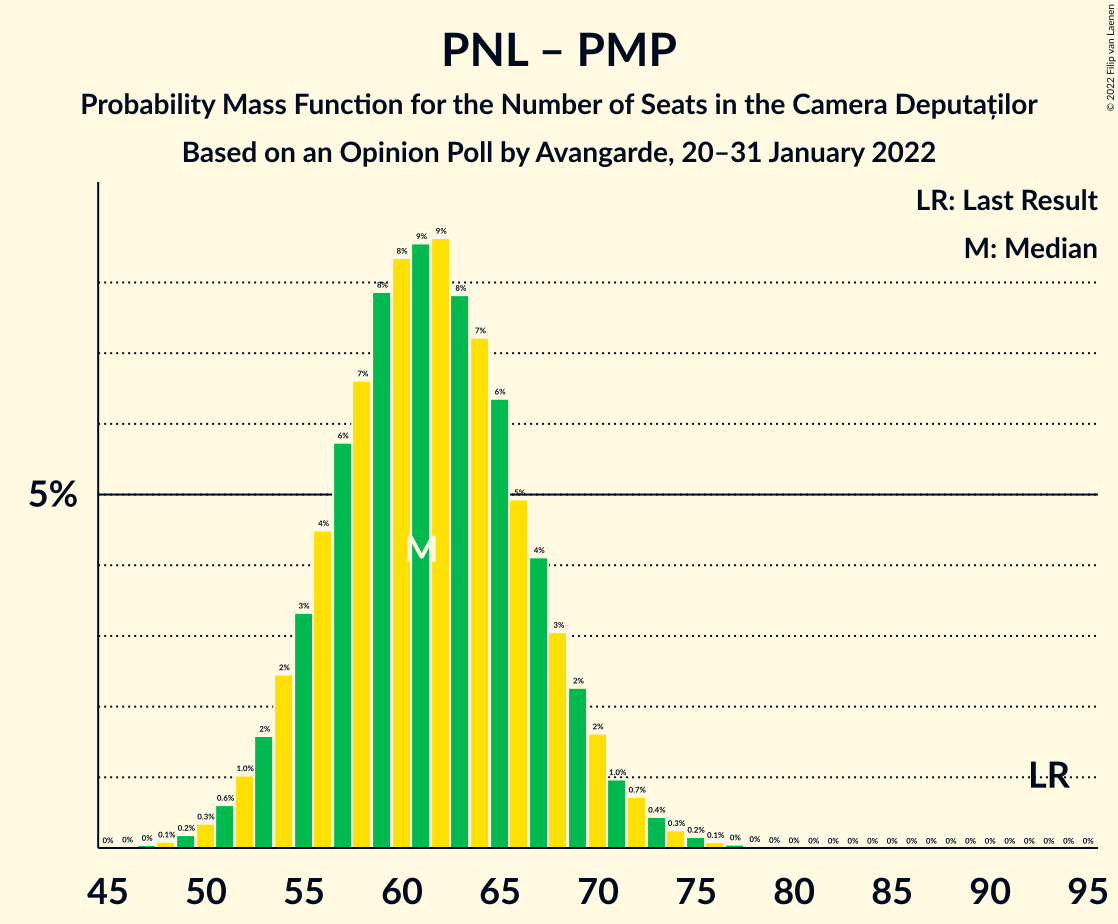 PNL – PMP
Probability Mass Function for the Number of Seats in the Camera Deputaților
Based on an Opinion Poll by Avangarde, 20–31 January 2022
© 2022 Filip van Laenen
LR: Last Result
M: Median
5%
0% 0% 0% 0.1% 0.2% 0.3% 0.6% 1.0% 2% 2% 3% 4% 6% 7% 8% 8% 9% 9% 8% 7% 6% 5% 4% 3% 2% 2% 1.0% 0.7% 0.4% 0.3% 0.2% 0.1% 0% 0% 0% 0% 0% 0% 0% 0% 0% 0% 0% 0% 0% 0% 0% 0% 0% 0% 0%
M
LR
45 50 55 60 65 70 75 80 85 90 95